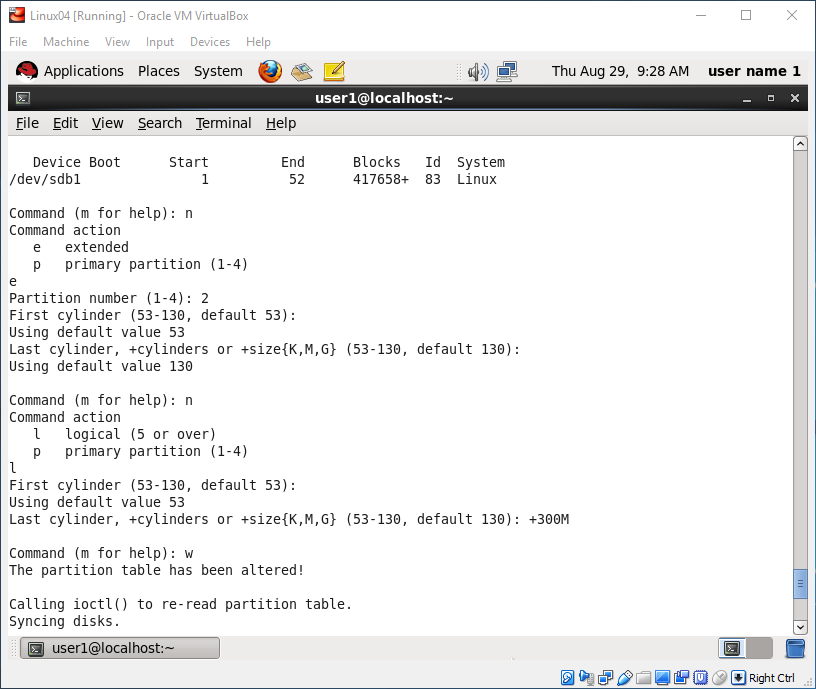 Linux04 [Running] - Oracle VM VirtualBox
File Machine View Input Devices Help
Applications Places System Thu Aug 29, 9:28 AM user name 1
user1@localhost:~
File Edit View Search Terminal Help
   Device Boot      Start         End      Blocks   Id  System
/dev/sdb1               1          52      417658+  83  Linux
Command (m for help): n
Command action
   e   extended
   p   primary partition (1-4)
e
Partition number (1-4): 2
First cylinder (53-130, default 53):
Using default value 53
Last cylinder, +cylinders or +size{K,M,G} (53-130, default 130):
Using default value 130
Command (m for help): n
Command action
   l   logical (5 or over)
   p   primary partition (1-4)
l
First cylinder (53-130, default 53):
Using default value 53
Last cylinder, +cylinders or +size{K,M,G} (53-130, default 130): +300M
Command (m for help): w
The partition table has been altered!
Calling ioctl() to re-read partition table.
Syncing disks.
user1@localhost:~
Right Ctrl